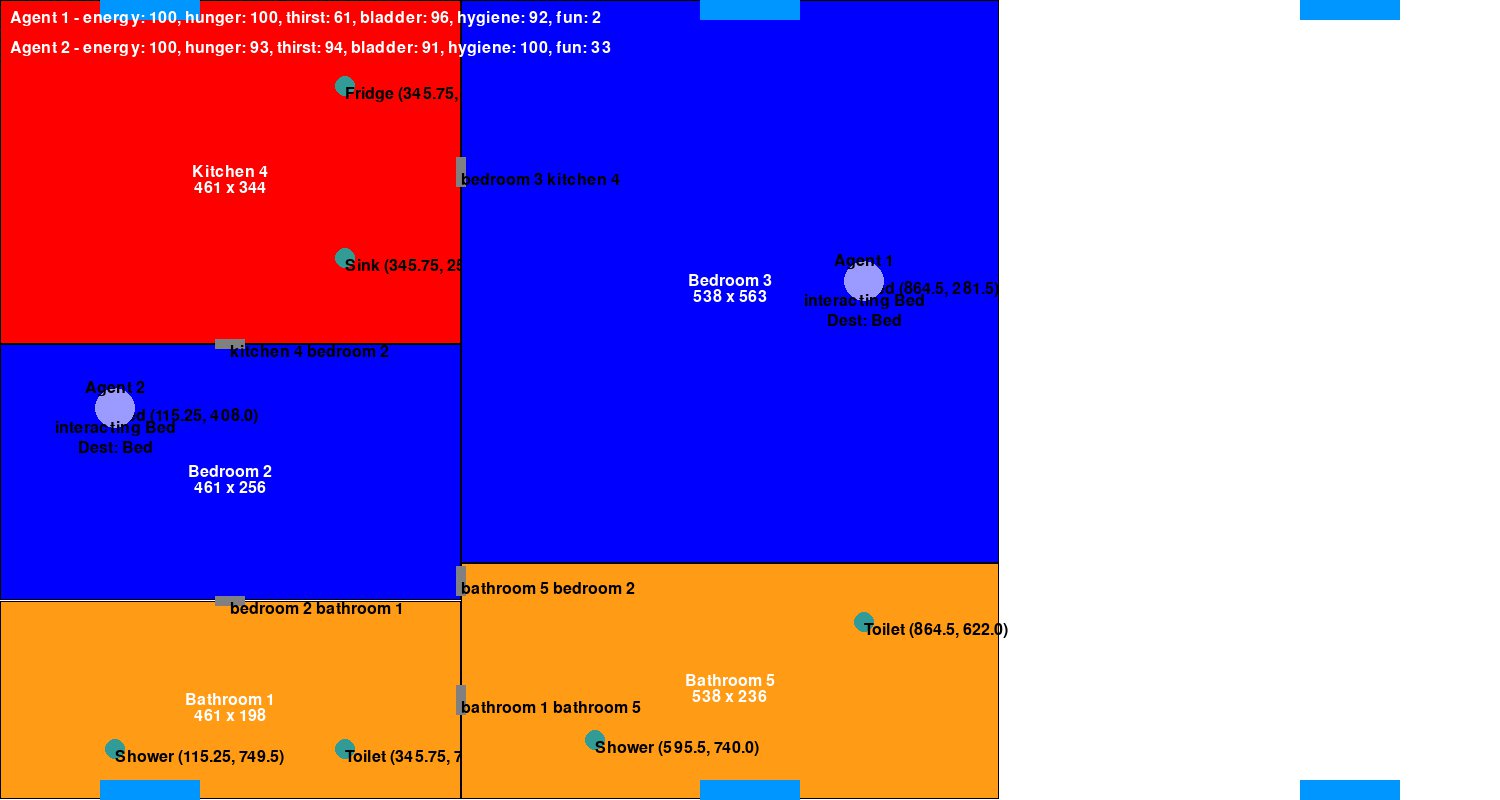 Agent 1 - energy: 100, hunger: 100, thirst: 61, bladder: 96, hygiene: 92, fun: 2
Agent 2 - energy: 100, hunger: 93, thirst: 94, bladder: 91, hygiene: 100, fun: 33
Fridge (345.75,
Kitchen 4
461 x 344
bedroom 3 kitchen 4
Sink (345.75, 25
Agent 1
Bedroom 3
538 x 563
(864.5, 281.5)
interacting Bed
Dest: Bed
kitchen 4 bedroom 2
Agent 2
(115.25, 408.0)
interacting Bed
Dest: Bed
Bedroom 2
461 x 256
bathroom 5 bedroom 2
bedroom 2 bathroom 1
Toilet (864.5, 622.0)
Bathroom 5
538 x 236
Bathroom 1
461 x 198
bathroom 1 bathroom 5
Shower (595.5, 740.0)
Shower (115.25, 749.5)
Toilet (345.75, 7